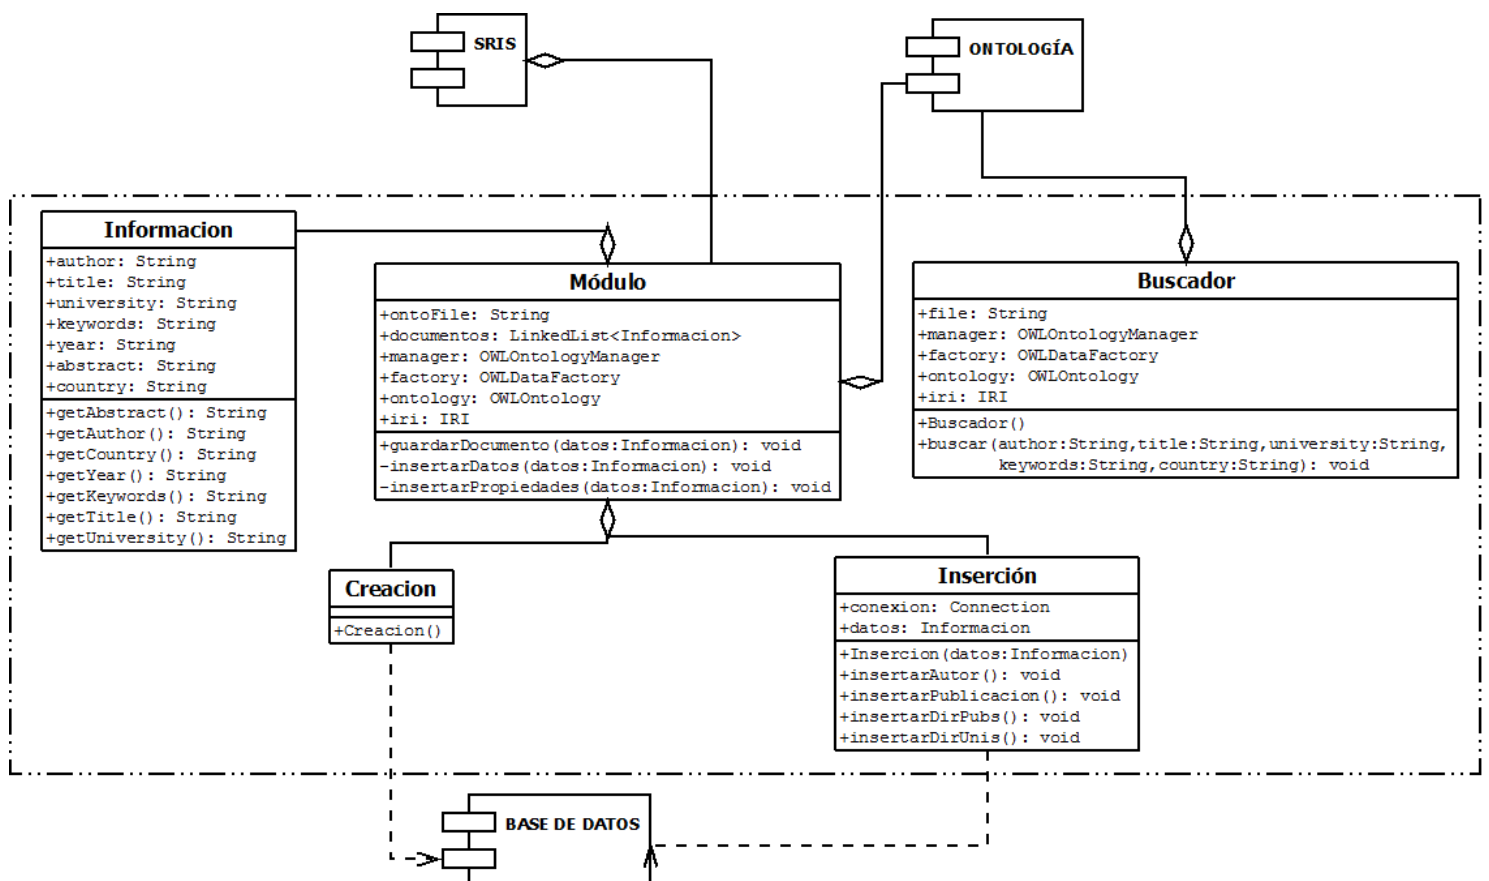 SRIS
ONTOLOGÍA
Informacion
+author: String
+title: String
+university: String
+keywords: String
+year: String
+abstract: String
+country: String
+getAbstract(): String
+getAuthor(): String
+getCountry(): String
+getYear(): String
+getKeywords(): String
+getTitle(): String
+getUniversity(): String
Módulo
+ontoFile: String
+documentos: LinkedList<Informacion>
+manager: OWLOntologyManager
+factory: OWLDataFactory
+ontology: OWLOntology
+iri: IRI
+guardarDocumento(datos:Informacion): void
-insertarDatos(datos:Informacion): void
-insertarPropiedades(datos:Informacion): void
Buscador
+file: String
+manager: OWLOntologyManager
+factory: OWLDataFactory
+ontology: OWLOntology
+iri: IRI
+Buscador()
+buscar(author:String,title:String,university:String,
keywords:String,country:String): void
Creacion
+Creacion()
Inserción
+conexion: Connection
+datos: Informacion
+Insercion(datos:Informacion)
+insertarAutor(): void
+insertarPublicacion(): void
+insertarDirPubs(): void
+insertarDirUnis(): void
BASE DE DATOS